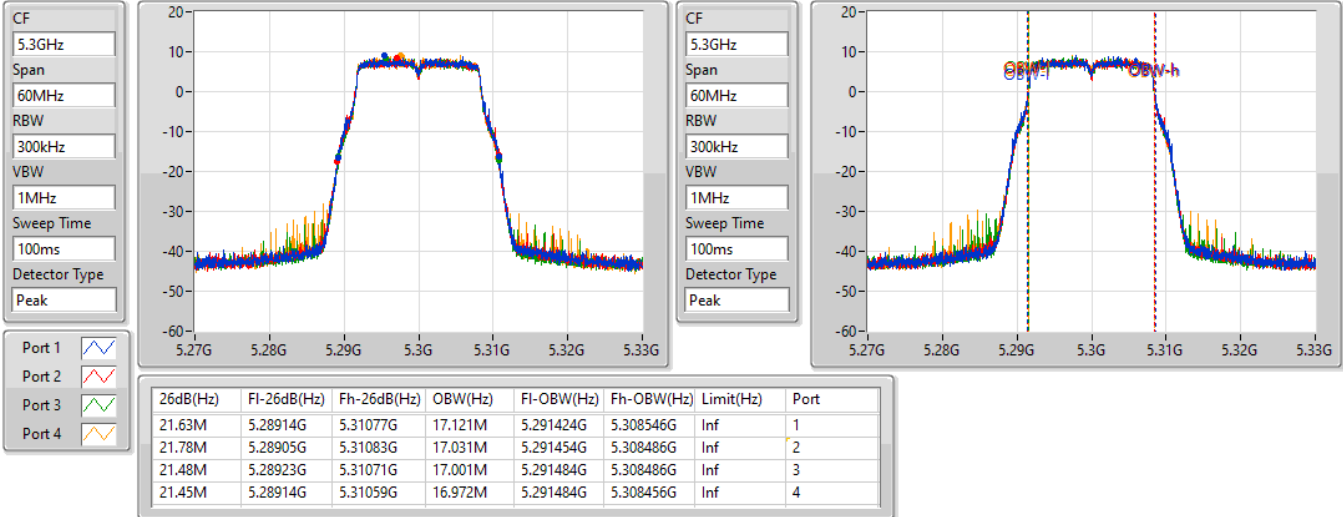 CF
5.3GHz
Span
60MHz
RBW
300kHz
VBW
1MHz
Sweep Time
100ms
Detector Type
Peak
20
10
0
-10
-20
-30
-40
-50
-60
5.27G 5.28G 5.29G 5.3G 5.31G 5.32G 5.33G
CF
5.3GHz
Span
60MHz
RBW
300kHz
VBW
1MHz
Sweep Time
100ms
Detector Type
Peak
20
10
0
-10
-20
-30
-40
-50
-60
OBW-l OBW-h
5.27G 5.28G 5.29G 5.3G 5.31G 5.32G 5.33G
Port 1
Port 2
Port 3
Port 4
26dB(Hz) Fl-26dB(Hz) Fh-26dB(Hz) OBW(Hz) Fl-OBW(Hz) Fh-OBW(Hz) Limit(Hz) Port
21.63M 5.28914G 5.31077G 17.121M 5.291424G 5.308546G Inf 1
21.78M 5.28905G 5.31083G 17.031M 5.291454G 5.308486G Inf 2
21.48M 5.28923G 5.31071G 17.001M 5.291484G 5.308486G Inf 3
21.45M 5.28914G 5.31059G 16.972M 5.291484G 5.308456G Inf 4